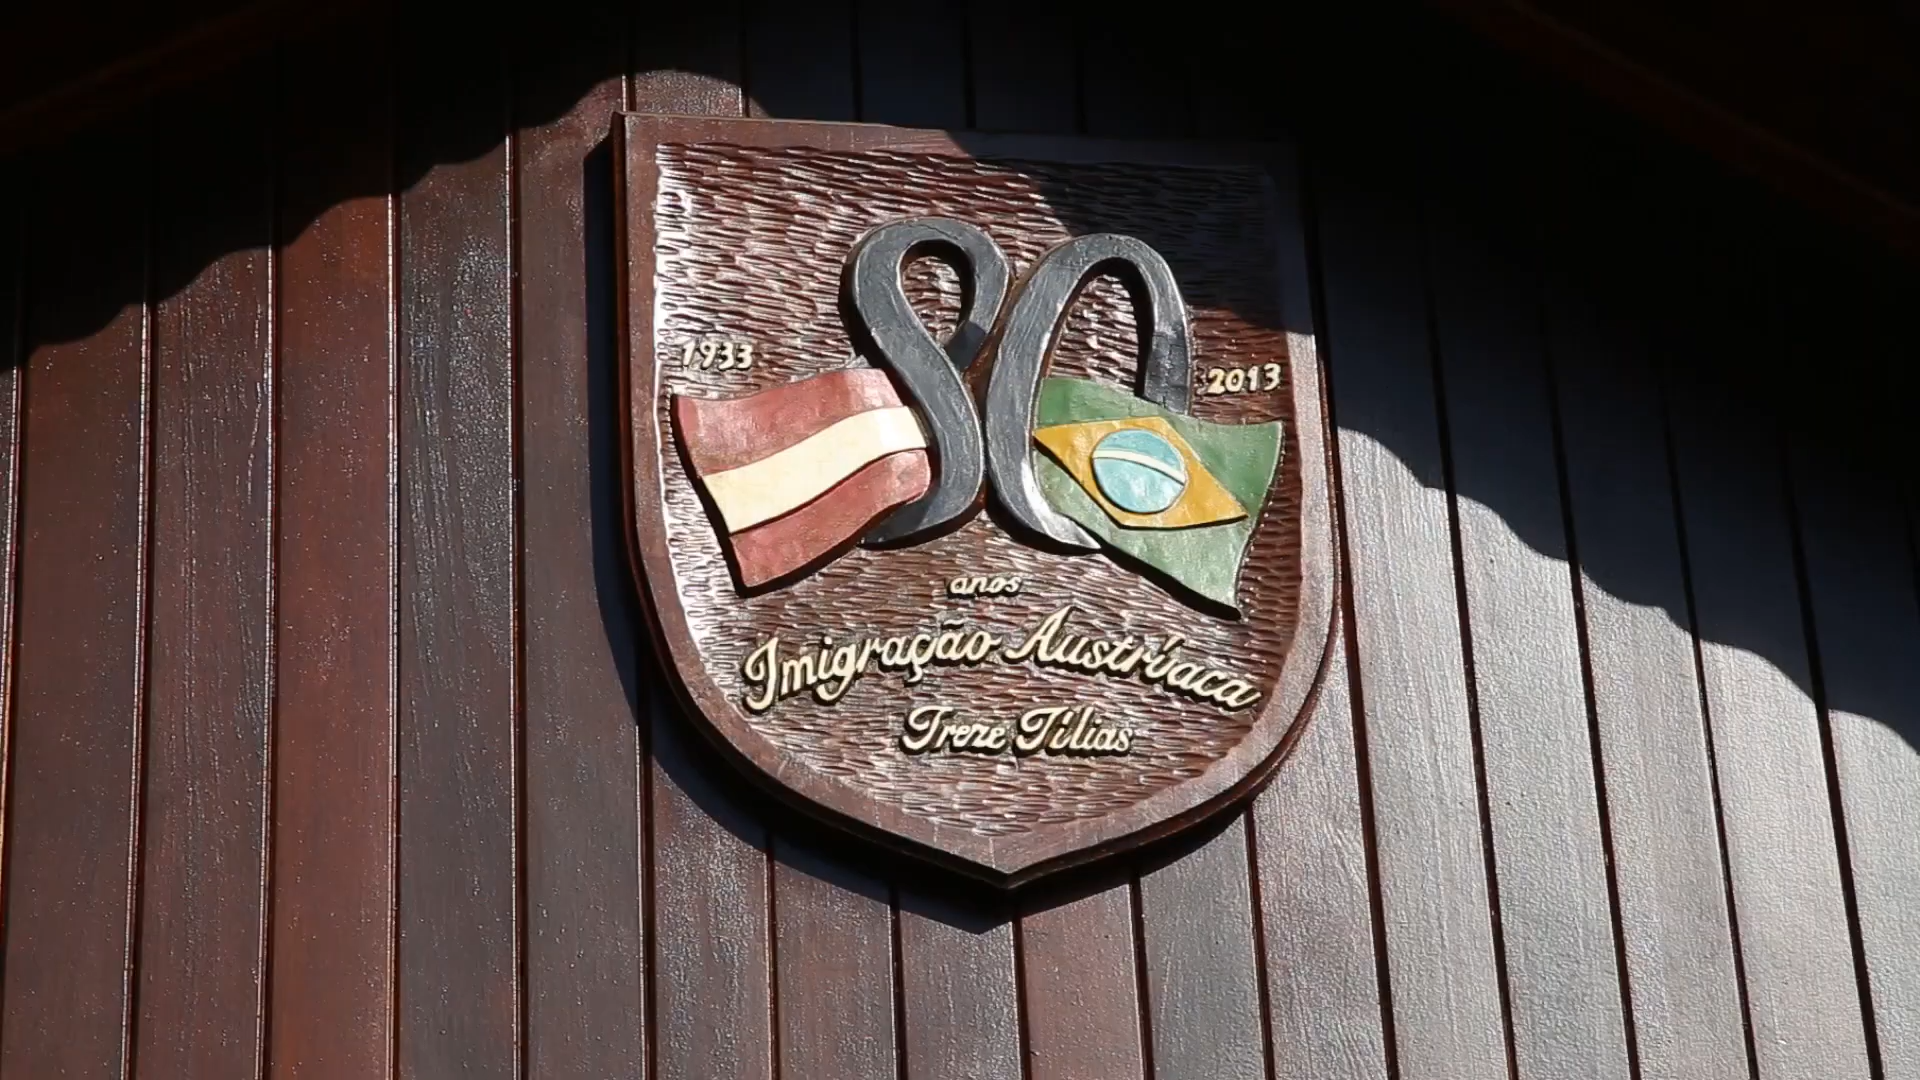 80
1933
2013
anos
Imigração Austríaca
Treze Tílias